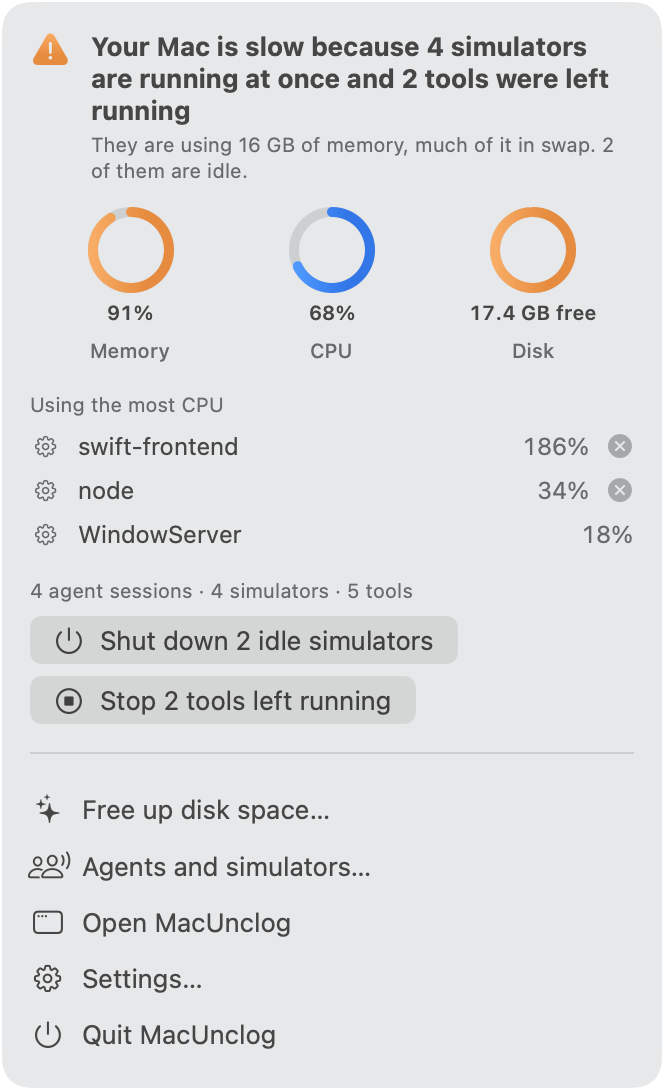 Your Mac is slow because 4 simulators
are running at once and 2 tools were left
running
They are using 16 GB of memory, much of it in swap. 2
of them are idle.
91%
68%
17.4 GB free
Memory
CPU
Disk
Using the most CPU
swift-frontend 186%
node 34%
WindowServer 18%
4 agent sessions · 4 simulators · 5 tools
Shut down 2 idle simulators
Stop 2 tools left running
Free up disk space...
Agents and simulators...
Open MacUnclog
Settings...
Quit MacUnclog